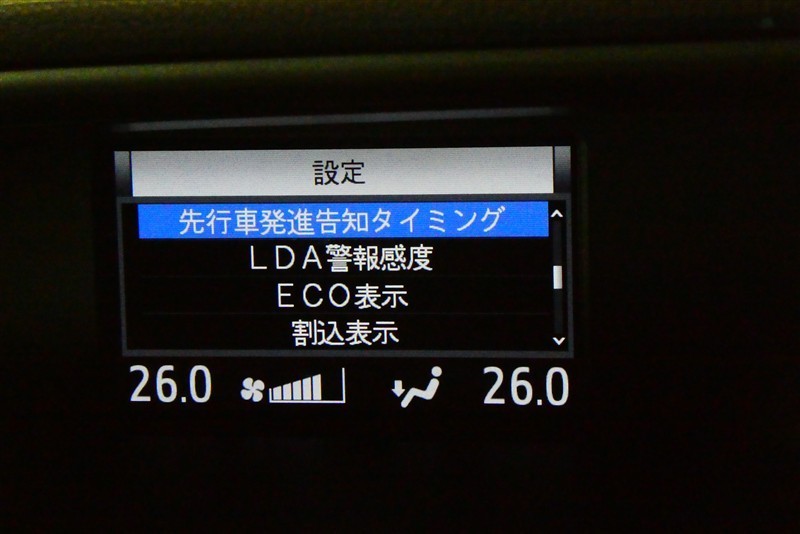 設定
先行車発進告知タイミング
LDA警報感度
ECO表示
割込表示
26.0 26.0